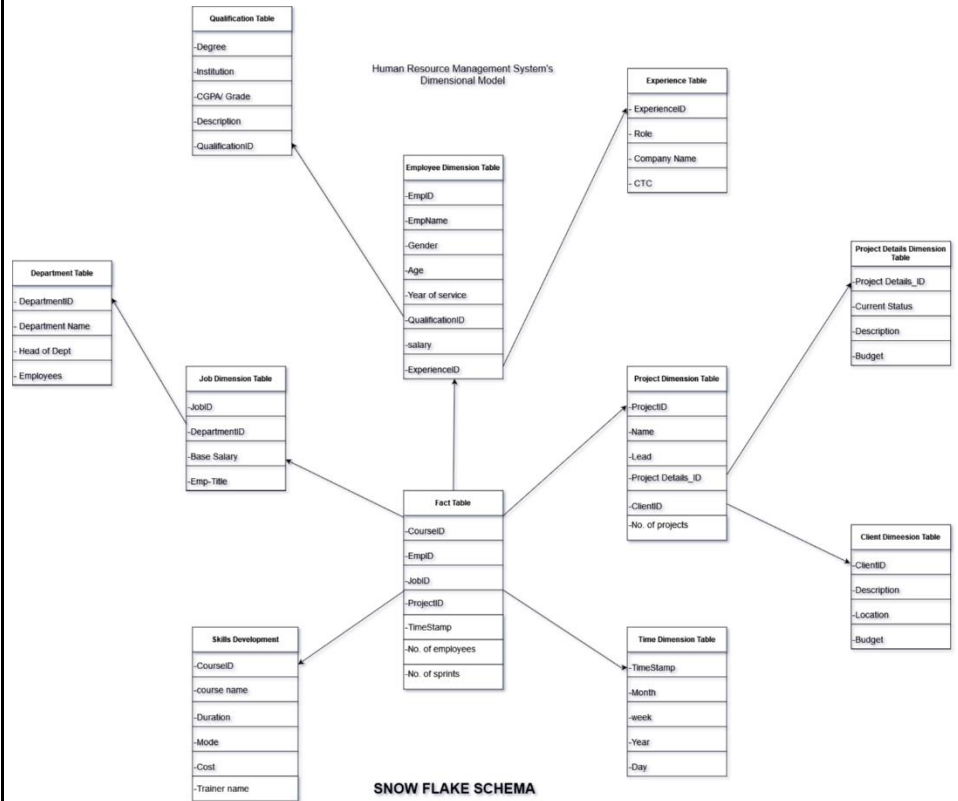 Qualification Table
-Degree
-Institution
-CGPA/ Grade
-Description
-QualificationID
Human Resource Management System's
Dimensional Model
Experience Table
- ExperienceID
- Role
- Company Name
- CTC
Employee Dimension Table
-EmpID
-EmpName
-Gender
-Age
-Year of service
-QualificationID
-salary
-ExperienceID
Department Table
- DepartmentID
- Department Name
- Head of Dept
- Employees
Project Details Dimension
Table
-Project Details_ID
-Current Status
-Description
-Budget
Job Dimension Table
-JobID
-DepartmentID
-Base Salary
-Emp-Title
Project Dimension Table
-ProjectID
-Name
-Lead
-Project Details_ID
-ClientID
-No. of projects
Fact Table
-CourseID
-EmpID
-JobID
-ProjectID
-TimeStamp
-No. of employees
-No. of sprints
Client Dimeesion Table
-ClientID
-Description
-Location
-Budget
Skills Development
-CourseID
-course name
-Duration
-Mode
-Cost
-Trainer name
Time Dimension Table
-TimeStamp
-Month
-week
-Year
-Day
SNOW FLAKE SCHEMA